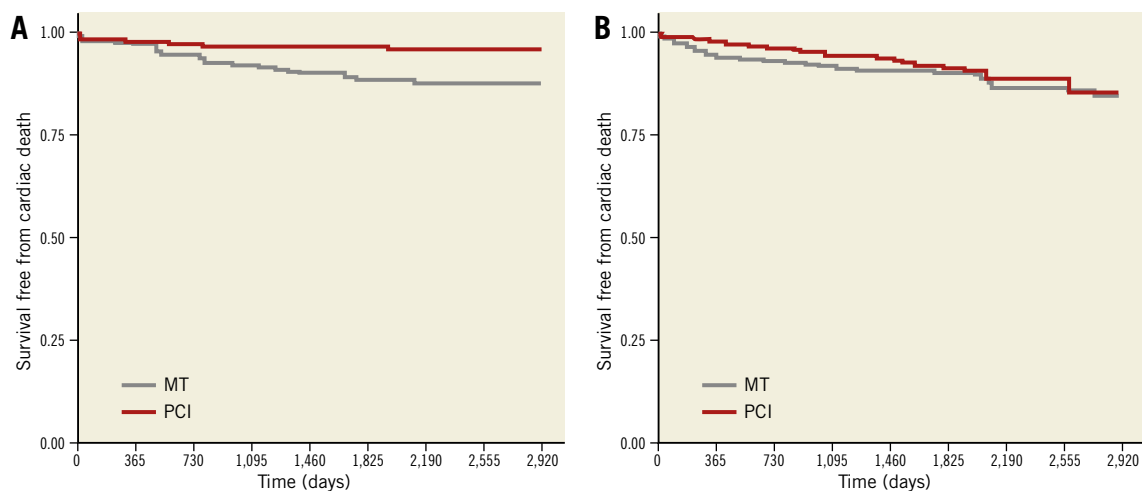 A
Survival free from cardiac death
1.00
0.75
0.50
0.25
0.00
MT
PCI
0 365 730 1,095 1,460 1,825 2,190 2,555 2,920
Time (days)
B
Survival free from cardiac death
1.00
0.75
0.50
0.25
0.00
MT
PCI
0 365 730 1,095 1,460 1,825 2,190 2,555 2,920
Time (days)